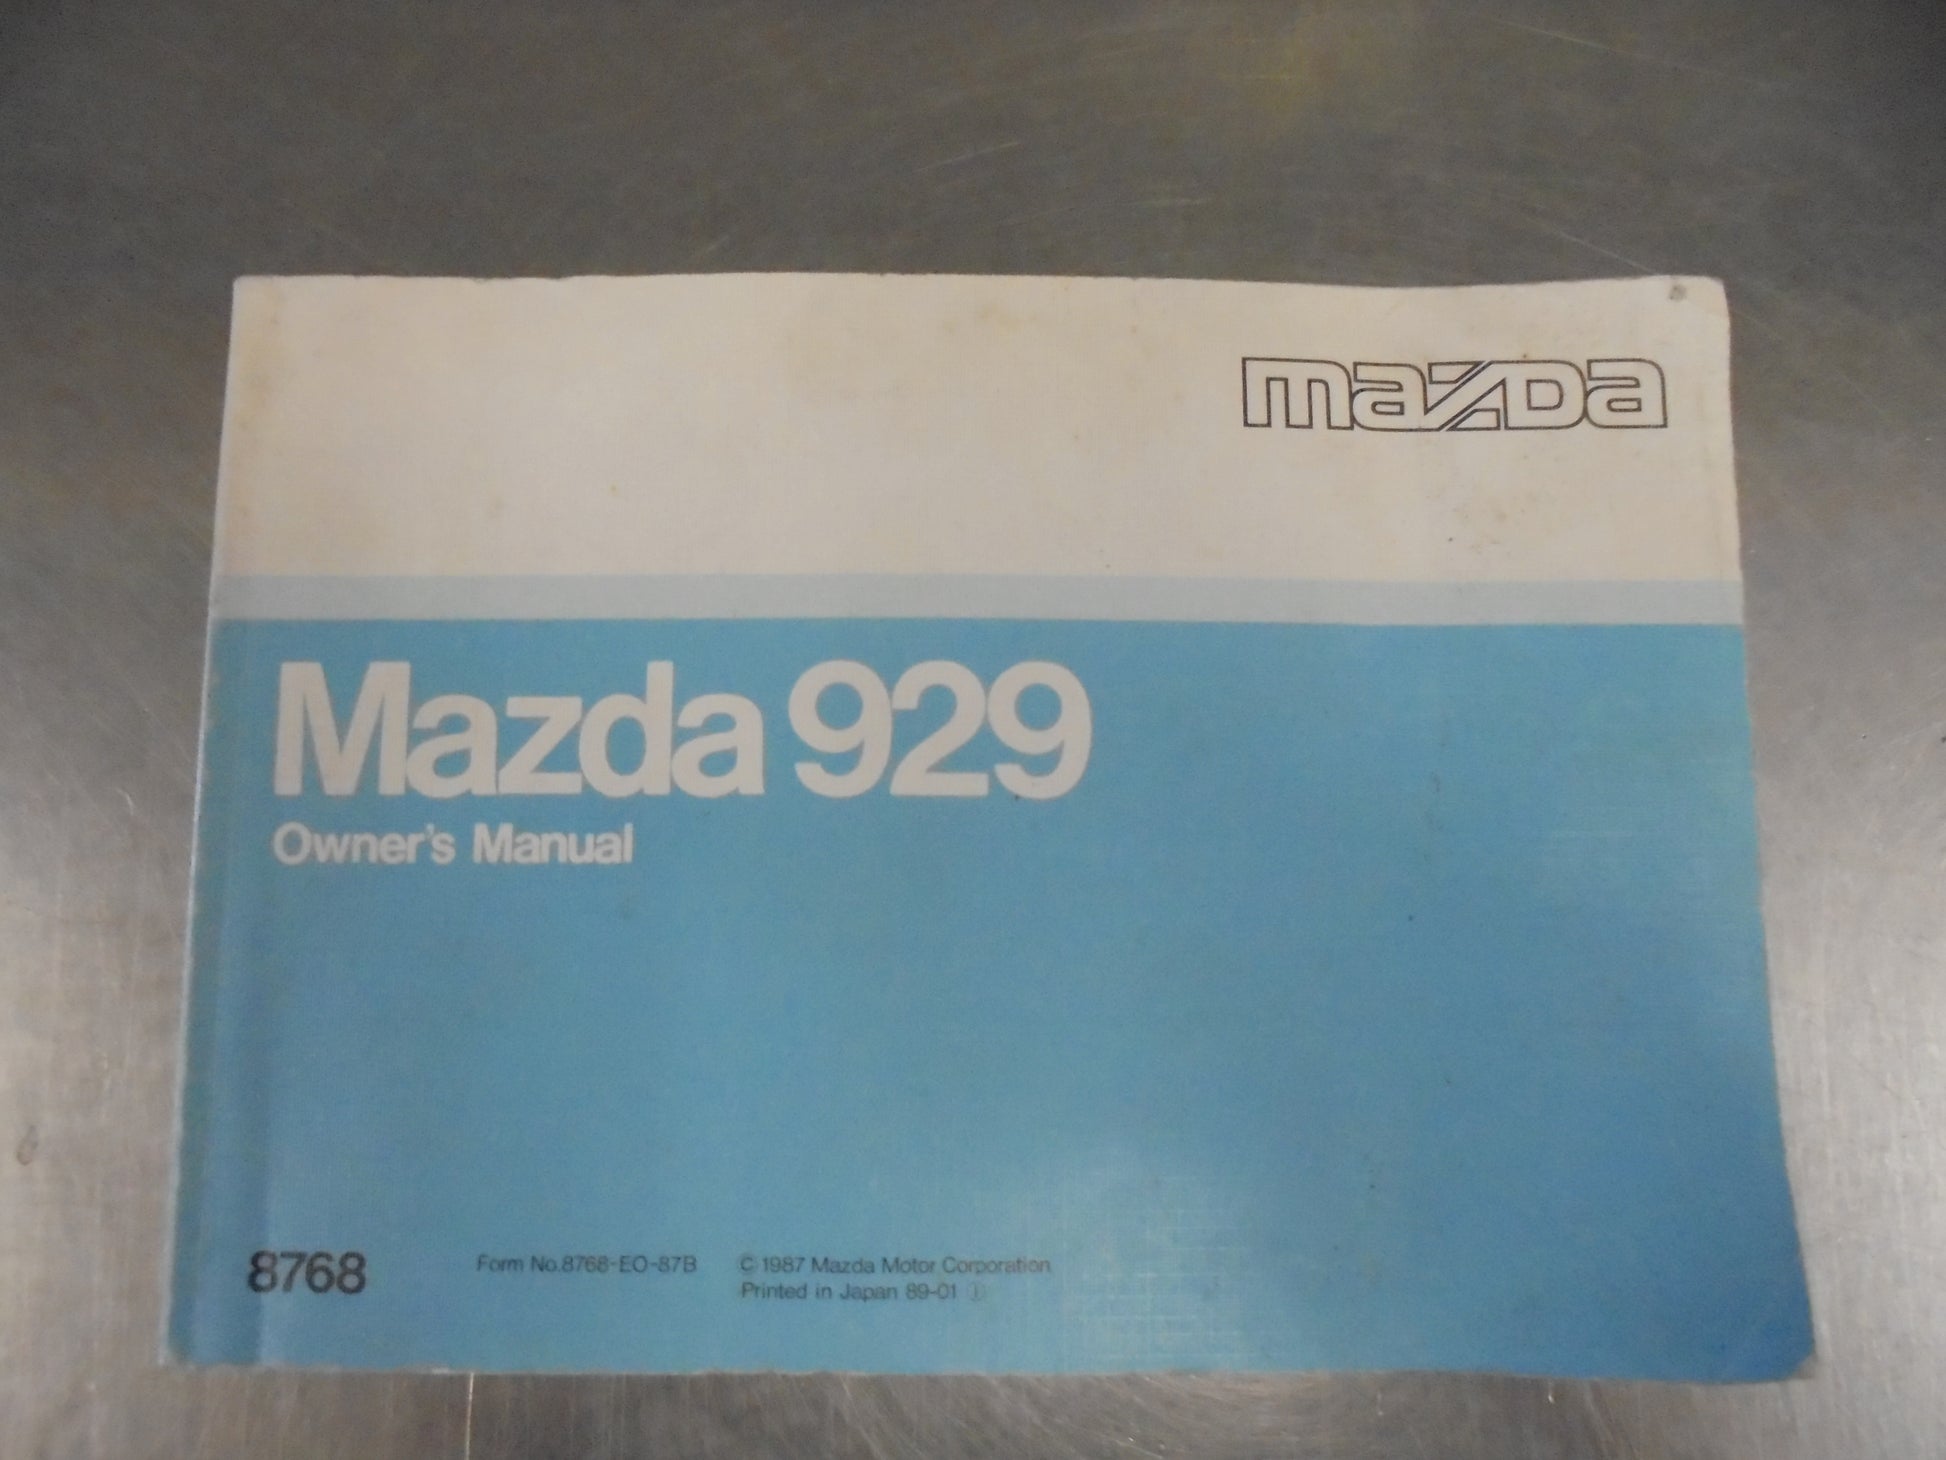 mazda
Mazda 929
Owner's Manual
8768
Form No.8768-EO-87B
© 1987 Mazda Motor Corporation
Printed in Japan 89-01 Ⓘ